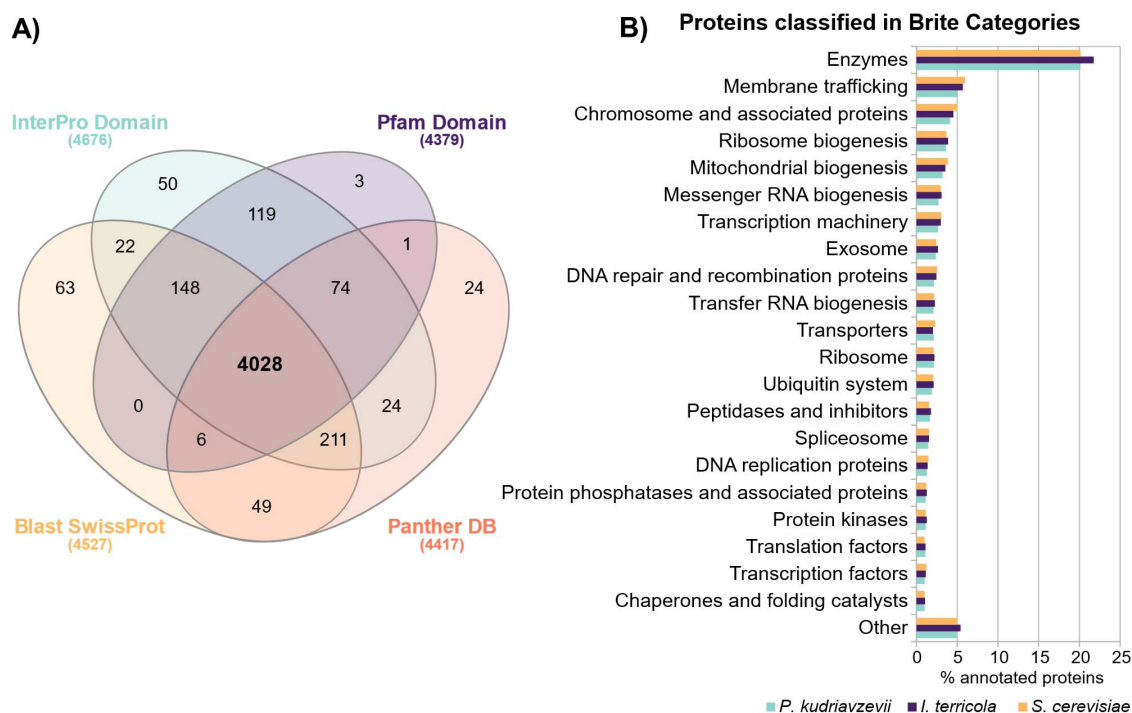 A)
InterPro Domain
(4676)
Pfam Domain
(4379)
50
3
119
22
1
63
148
74
24
4028
0
24
6
211
49
Blast SwissProt
(4527)
Panther DB
(4417)
B)
Proteins classified in Brite Categories
Enzymes
Membrane trafficking
Chromosome and associated proteins
Ribosome biogenesis
Mitochondrial biogenesis
Messenger RNA biogenesis
Transcription machinery
Exosome
DNA repair and recombination proteins
Transfer RNA biogenesis
Transporters
Ribosome
Ubiquitin system
Peptidases and inhibitors
Spliceosome
DNA replication proteins
Protein phosphatases and associated proteins
Protein kinases
Translation factors
Transcription factors
Chaperones and folding catalysts
Other
0 5 10 15 20 25
% annotated proteins
P. kudriavzevii I. terricola S. cerevisiae